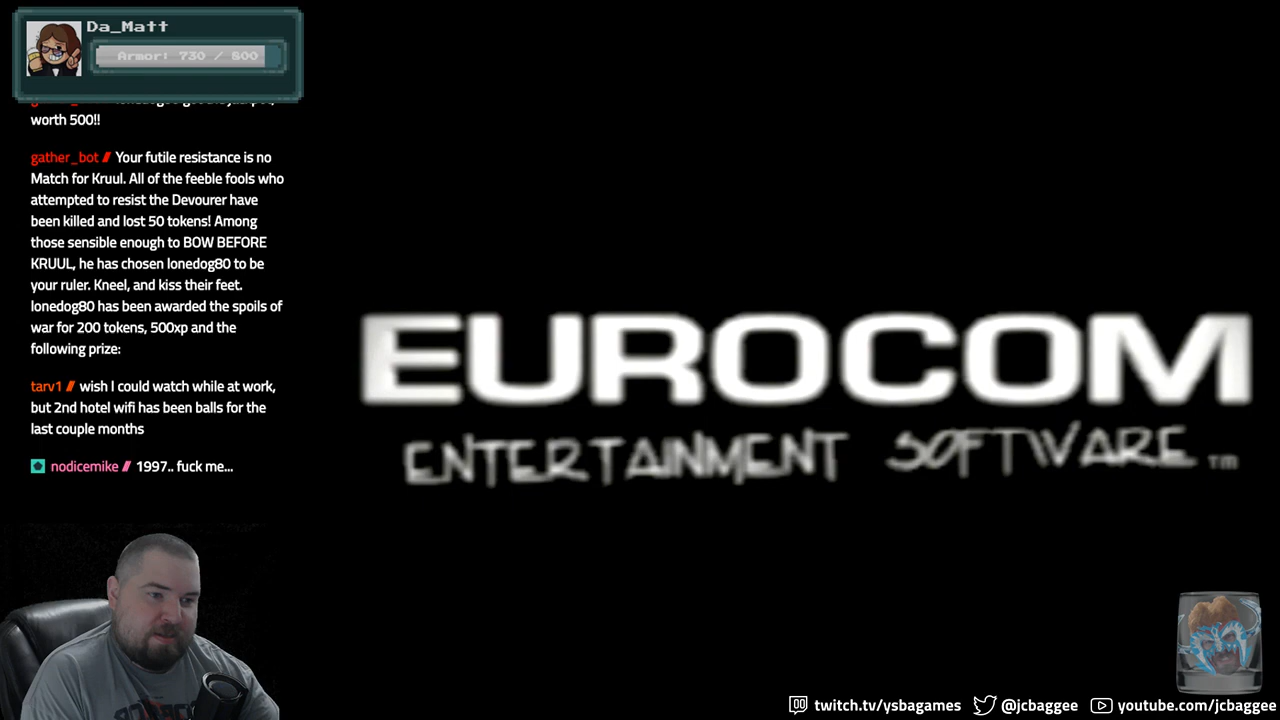 Da_Matt
Armor: 730 / 800
worth 500!!
gather_bot // Your futile resistance is no
Match for Kruul. All of the feeble fools who
attempted to resist the Devourer have
been killed and lost 50 tokens! Among
those sensible enough to BOW BEFORE
KRUUL, he has chosen lonedog80 to be
your ruler. Kneel, and kiss their feet.
lonedog80 has been awarded the spoils of
war for 200 tokens, 500xp and the
following prize:
tarv1 // wish I could watch while at work,
but 2nd hotel wifi has been balls for the
last couple months
nodicemike // 1997.. fuck me...
EUROCOM
ENTERTAINMENT SOFTWARE TM
twitch.tv/ysbagames @jcbaggee youtube.com/jcbaggee